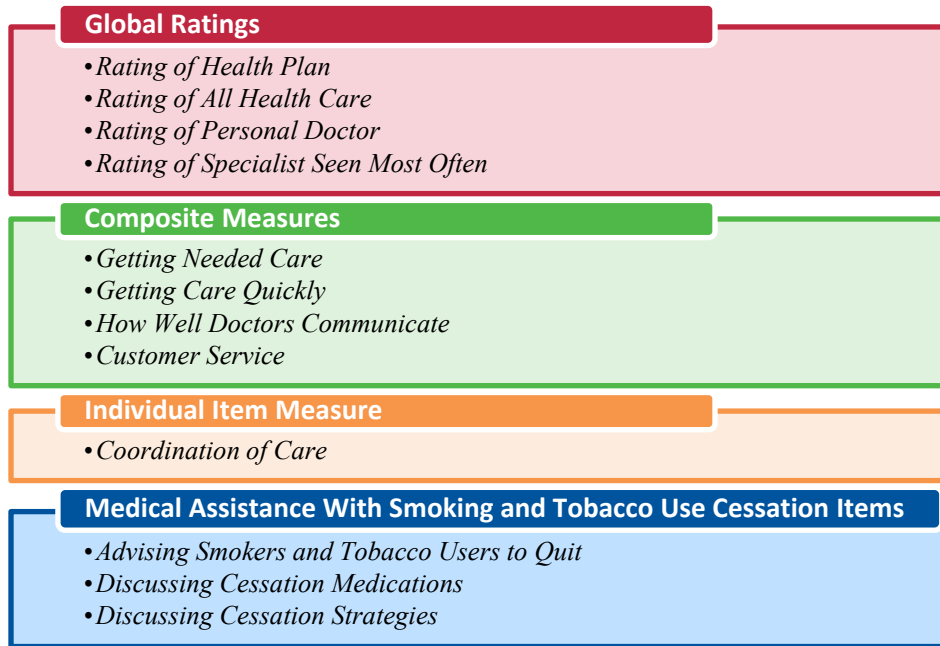 Global Ratings
•Rating of Health Plan
•Rating of All Health Care
•Rating of Personal Doctor
•Rating of Specialist Seen Most Often
Composite Measures
•Getting Needed Care
•Getting Care Quickly
•How Well Doctors Communicate
•Customer Service
Individual Item Measure
•Coordination of Care
Medical Assistance With Smoking and Tobacco Use Cessation Items
•Advising Smokers and Tobacco Users to Quit
•Discussing Cessation Medications
•Discussing Cessation Strategies